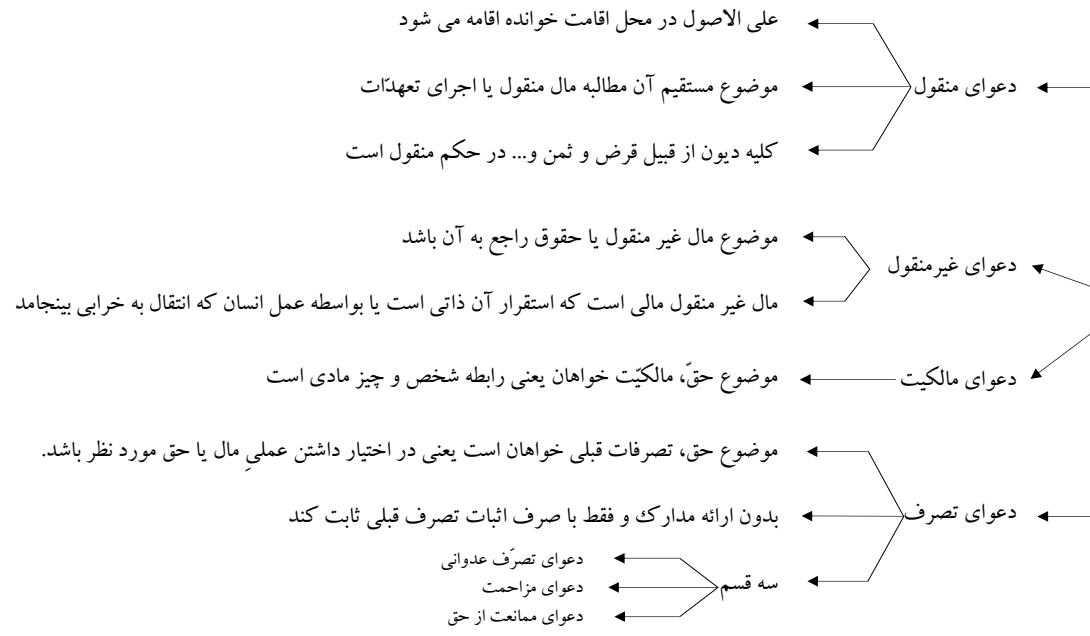 علی الاصول در محل اقامت خوانده اقامه می شود
دعوای منقول
موضوع مستقیم آن مطالبه مال منقول یا اجرای تعهدّات
کلیه دیون از قبیل قرض و ثمن و... در حکم منقول است
موضوع مال غیر منقول یا حقوق راجع به آن باشد
دعوای غیرمنقول
مال غیر منقول مالی است که استقرار آن ذاتی است یا بواسطه عمل انسان که انتقال به خرابی بینجامد
دعوای مالکیت
موضوع حقّ، مالکیّت خواهان یعنی رابطه شخص و چیز مادی است
موضوع حق، تصرفات قبلی خواهان است یعنی در اختیار داشتن عملیِ مال یا حق مورد نظر باشد.
دعوای تصرف
بدون ارائه مدارک و فقط با صرف اثبات تصرف قبلی ثابت کند
سه قسم
دعوای تصرّف عدوانی
دعوای مزاحمت
دعوای ممانعت از حق